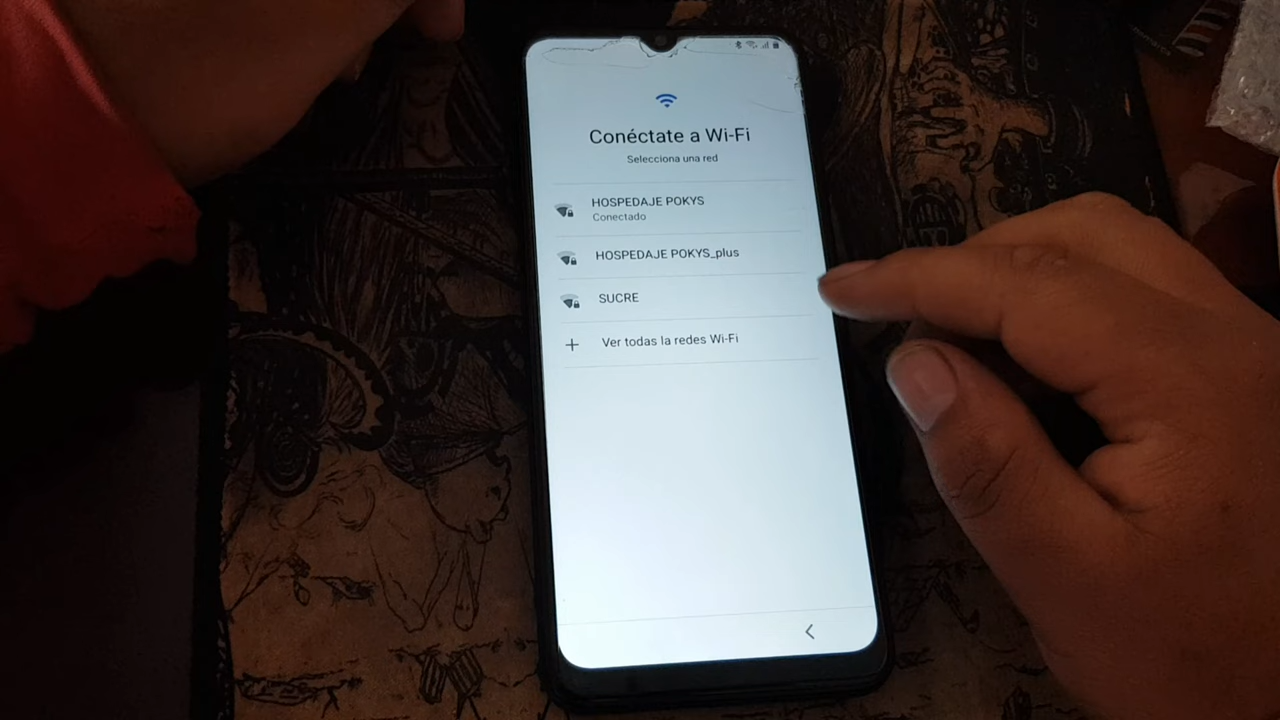 Conéctate a Wi-Fi
Selecciona una red
HOSPEDAJE POKYS
Conectado
HOSPEDAJE POKYS_plus
SUCRE
Ver todas la redes Wi-Fi